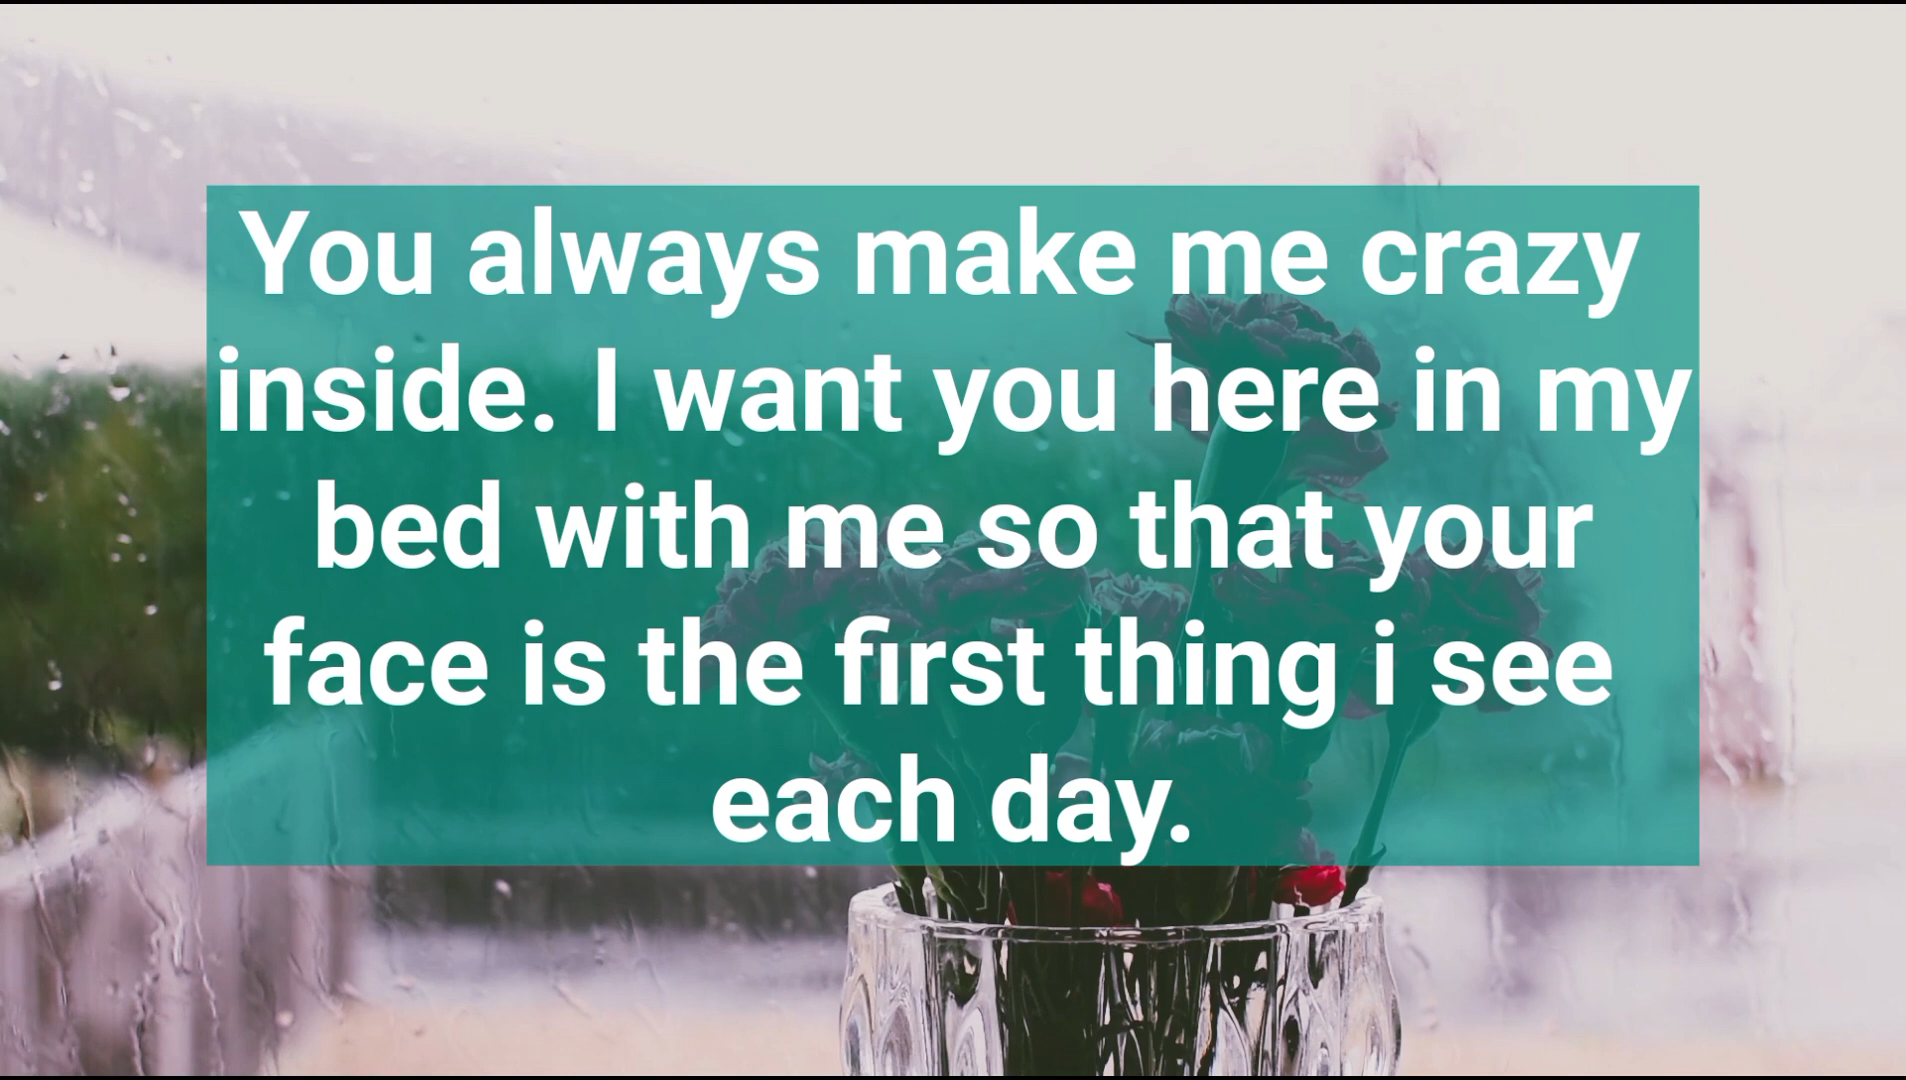 You always make me crazy
inside. I want you here in my
bed with me so that your
face is the first thing i see
each day.